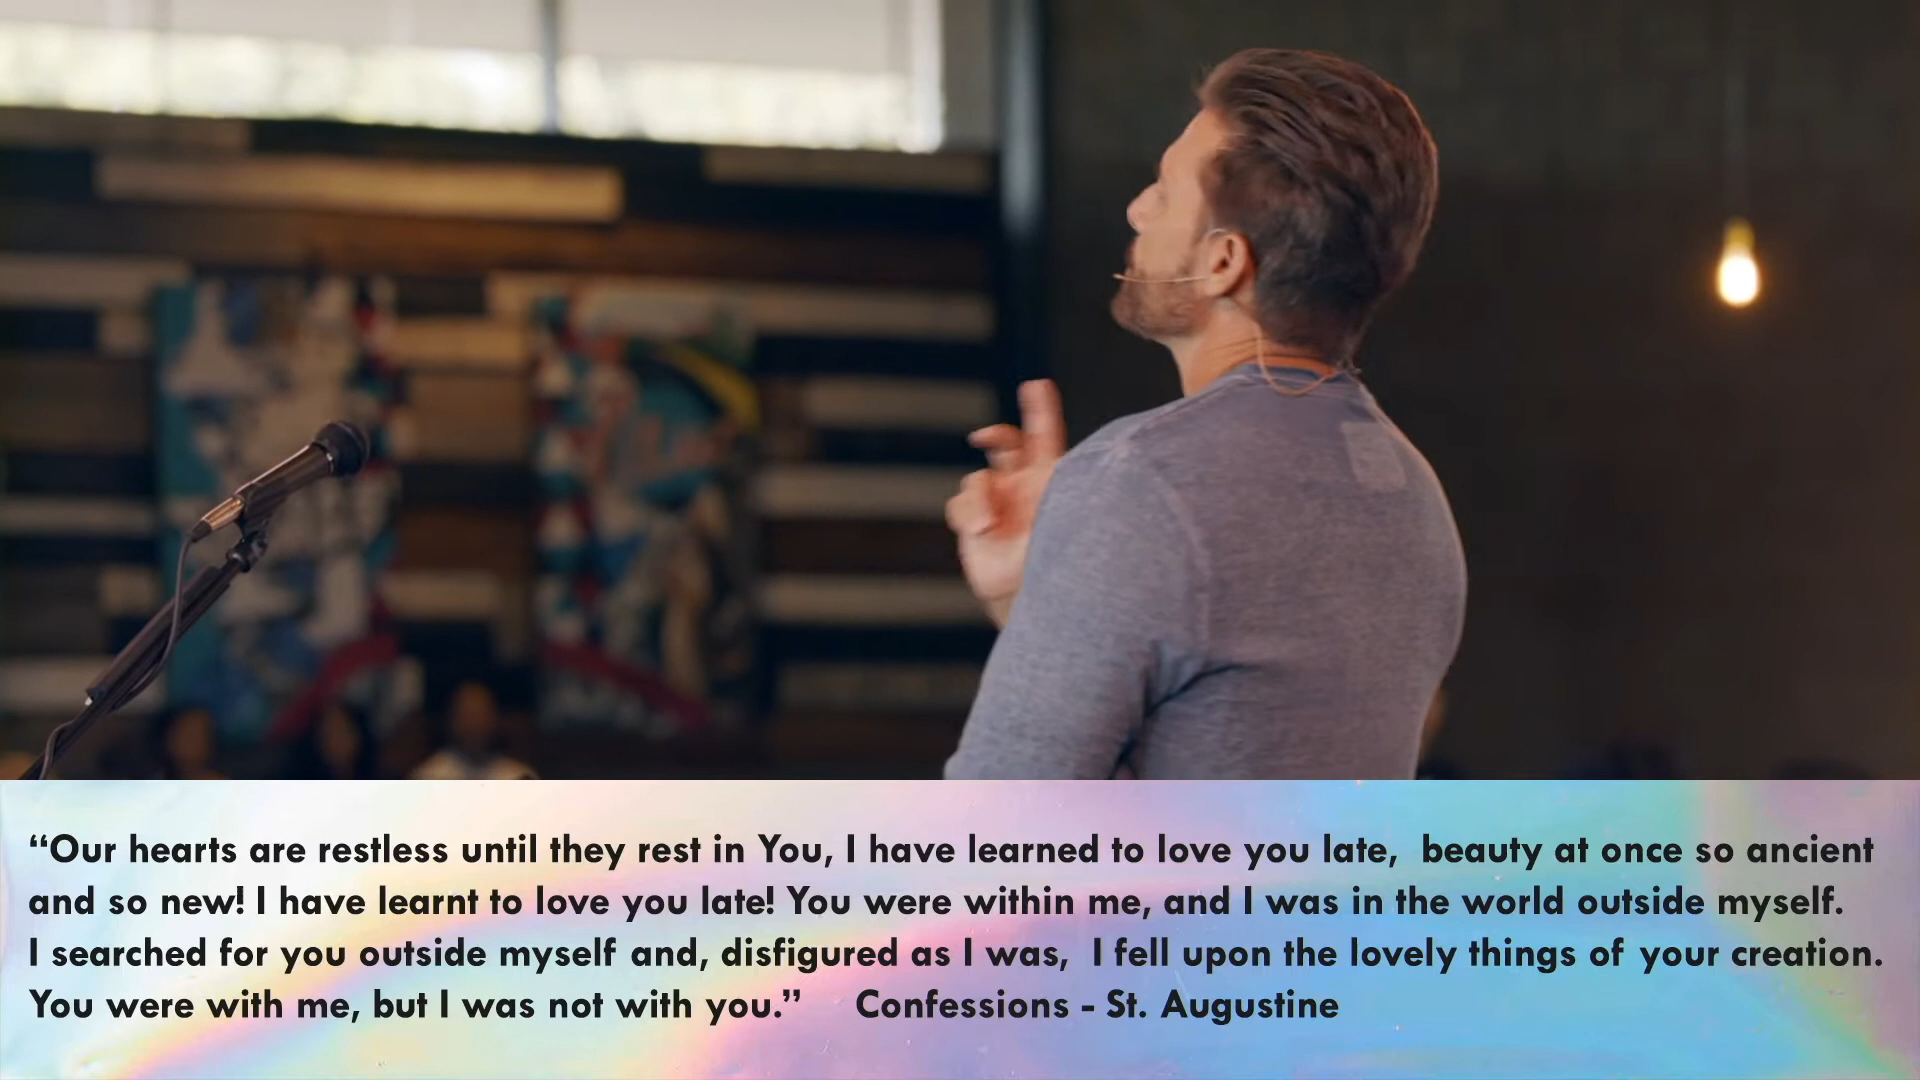 “Our hearts are restless until they rest in You, I have learned to love you late, beauty at once so ancient
and so new! I have learnt to love you late! You were within me, and I was in the world outside myself.
I searched for you outside myself and, disfigured as I was, I fell upon the lovely things of your creation.
You were with me, but I was not with you.” Confessions - St. Augustine